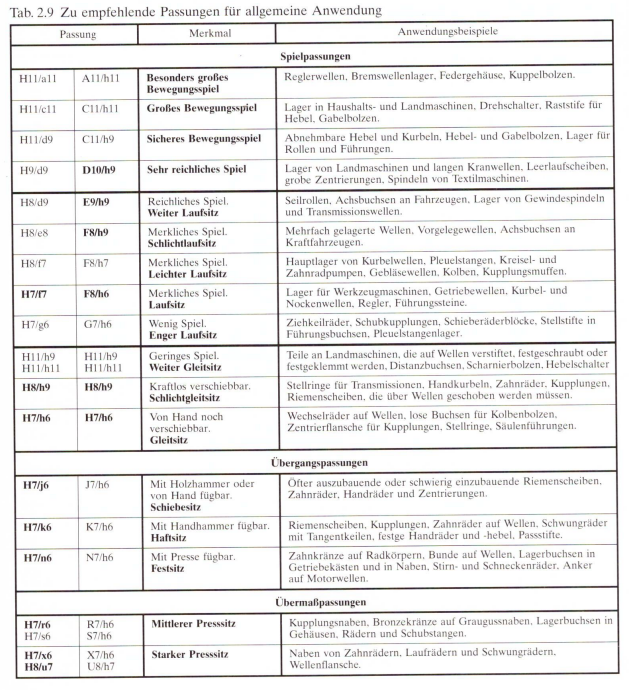 Tab. 2.9 Zu empfehlende Passungen für allgemeine Anwendung
Passung Merkmal Anwendungsbeispiele
Spielpassungen
H11/a11 A11/h11 Besonders großes Reglerwellen, Bremswellenlager, Federgehäuse, Kuppelbolzen.
Bewegungsspiel
H11/c11 C11/h11 Großes Bewegungsspiel Lager in Haushalts- und Landmaschinen, Drehschalter, Raststife für
Hebel, Gabelbolzen.
H11/d9 C11/h9 Sicheres Bewegungsspiel Abnehmbare Hebel und Kurbeln, Hebel- und Gabelbolzen, Lager für
Rollen und Führungen.
H9/d9 D10/h9 Sehr reichliches Spiel Lager von Landmaschinen und langen Kranwellen, Leerlaufscheiben,
grobe Zentrierungen, Spindeln von Textilmaschinen.
H8/d9 E9/h9 Reichliches Spiel. Seilrollen, Achsbuchsen an Fahrzeugen, Lager von Gewindespindeln
Weiter Laufsitz und Transmissionswellen.
H8/e8 F8/h9 Merkliches Spiel. Mehrfach gelagerte Wellen, Vorgelegewellen, Achsbuchsen an
Schlichtlaufsitz Kraftfahrzeugen.
H8/f7 F8/h7 Merkliches Spiel. Hauptlager von Kurbelwellen, Pleuelstangen, Kreisel- und
Leichter Laufsitz Zahnradpumpen, Gebläsewellen, Kolben, Kupplungsmuffen.
H7/f7 F8/h6 Merkliches Spiel. Lager für Werkzeugmaschinen, Getriebewellen, Kurbel- und
Laufsitz Nockenwellen, Regler, Führungssteine.
H7/g6 G7/h6 Wenig Spiel. Ziehkeilräder, Schubkupplungen, Schieberäderblöcke, Stellstifte in
Enger Laufsitz Führungsbuchsen, Pleuelstangenlager.
H11/h9 H11/h9 Geringes Spiel. Teile an Landmaschinen, die auf Wellen verstiftet, festgeschraubt oder
H11/h11 H11/h11 Weiter Gleitsitz festgeklemmt werden, Distanzbuchsen, Scharnierbolzen, Hebelschalter
H8/h9 H8/h9 Kraftlos verschiebbar. Stellringe für Transmissionen, Handkurbeln, Zahnräder, Kupplungen,
Schlichtgleitsitz Riemenscheiben, die über Wellen geschoben werden müssen.
H7/h6 H7/h6 Von Hand noch Wechselräder auf Wellen, lose Buchsen für Kolbenbolzen,
verschiebbar. Zentrierflansche für Kupplungen, Stellringe, Säulenführungen.
Gleitsitz
Übergangspassungen
H7/j6 J7/h6 Mit Holzhammer oder Öfter auszubauende oder schwierig einzubauende Riemenscheiben,
von Hand fügbar. Zahnräder, Handräder und Zentrierungen.
Schiebesitz
H7/k6 K7/h6 Mit Handhammer fügbar. Riemenscheiben, Kupplungen, Zahnräder auf Wellen, Schwungräder
Haftsitz mit Tangentkeilen, festge Handräder und -hebel, Passstifte.
H7/n6 N7/h6 Mit Presse fügbar. Zahnkränze auf Radkörpern, Bunde auf Wellen, Lagerbuchsen in
Festsitz Getriebekästen und in Naben, Stirn- und Schneckenräder, Anker
auf Motorwellen.
Übermaßpassungen
H7/r6 R7/h6 Mittlerer Presssitz Kupplungsnaben, Bronzekränze auf Graugussnaben, Lagerbuchsen in
H7/s6 S7/h6 Gehäusen, Rädern und Schubstangen.
H7/x6 X7/h6 Starker Presssitz Naben von Zahnrädern, Laufrädern und Schwungrädern,
H8/u7 U8/h7 Wellenflansche.